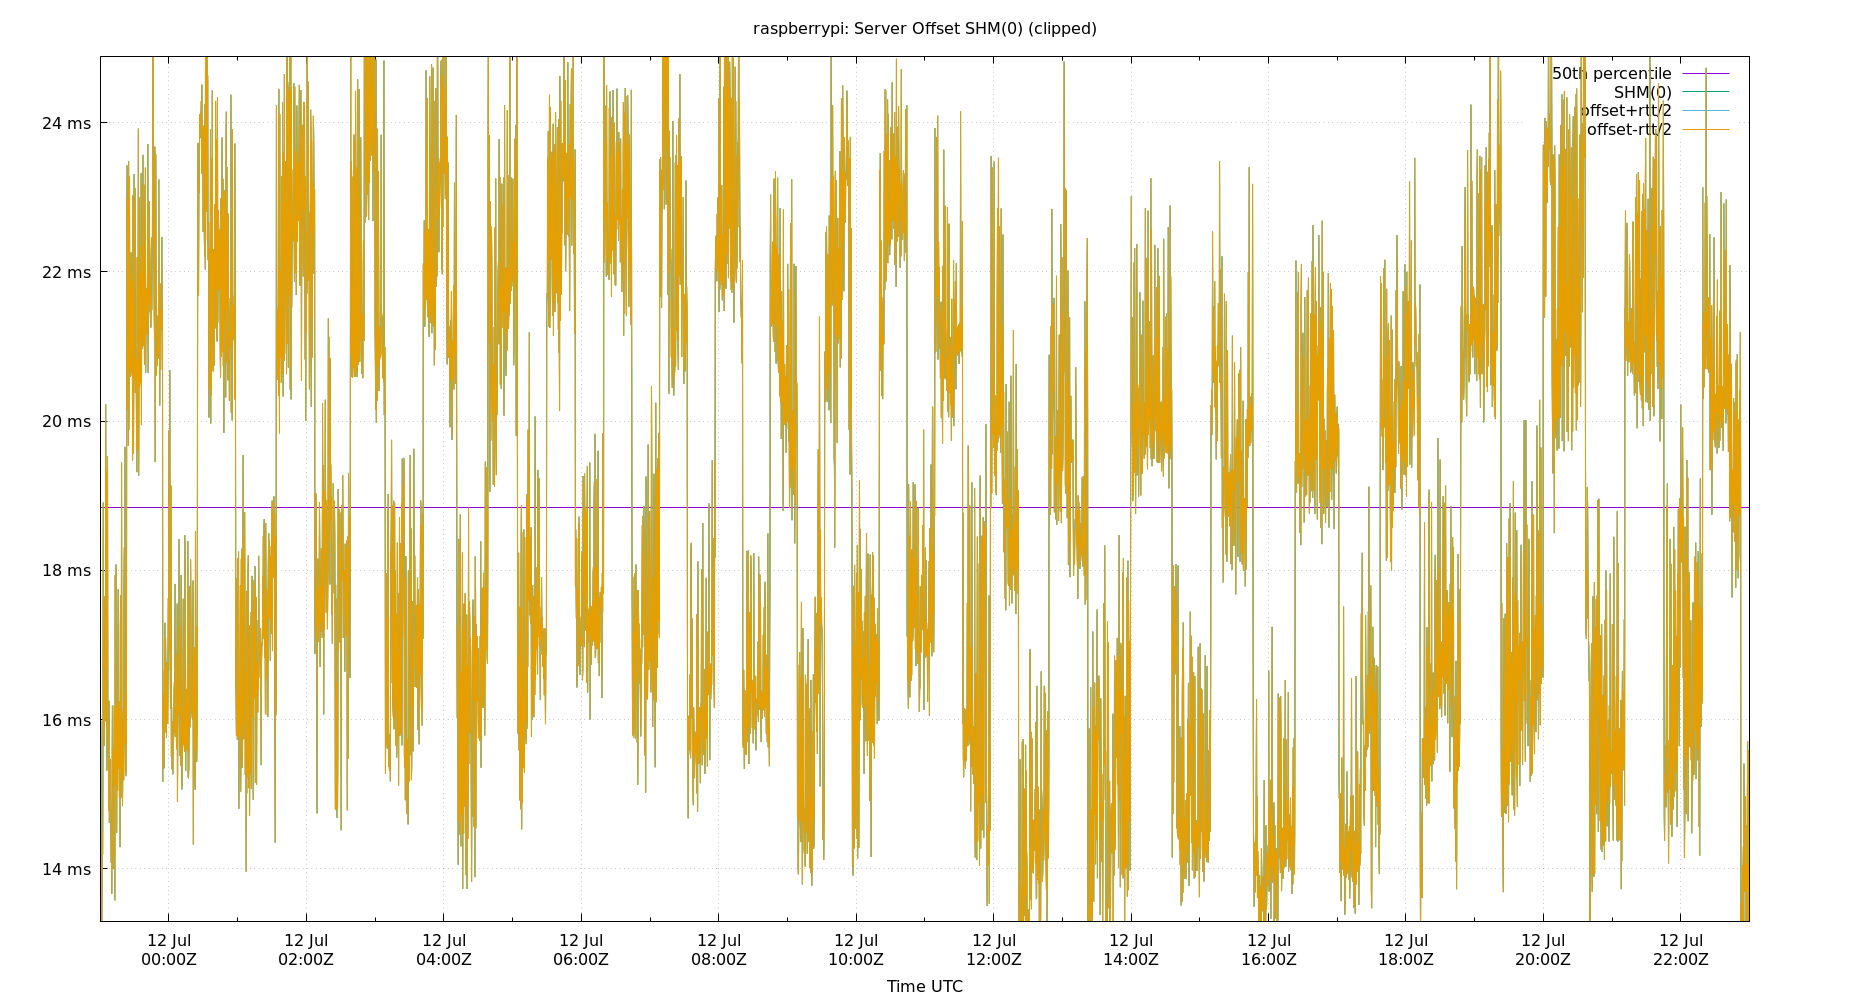 raspberrypi: Server Offset SHM(0) (clipped)
50th percentile
SHM(0)
offset+rtt/2
offset-rtt/2
24 ms
22 ms
20 ms
18 ms
16 ms
14 ms
12 Jul 12 Jul 12 Jul 12 Jul 12 Jul 12 Jul 12 Jul 12 Jul 12 Jul 12 Jul 12 Jul 12 Jul
00:00Z 02:00Z 04:00Z 06:00Z 08:00Z 10:00Z 12:00Z 14:00Z 16:00Z 18:00Z 20:00Z 22:00Z
Time UTC